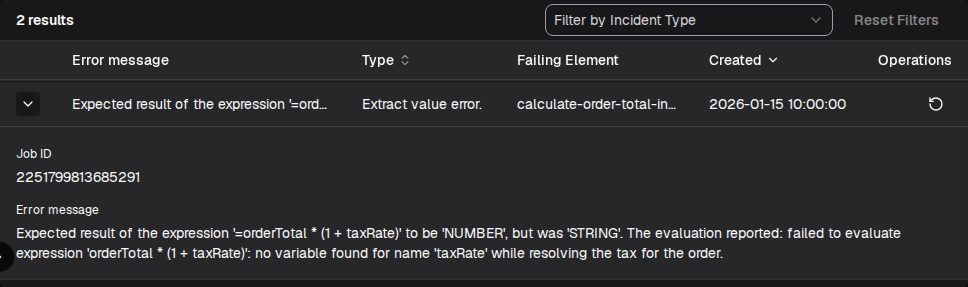 2 results
Filter by Incident Type
Reset Filters
Error message Type Failing Element Created Operations
Expected result of the expression '=ord... Extract value error. calculate-order-total-in... 2026-01-15 10:00:00
Job ID
2251799813685291
Error message
Expected result of the expression '=orderTotal * (1 + taxRate)' to be 'NUMBER', but was 'STRING'. The evaluation reported: failed to evaluate
expression 'orderTotal * (1 + taxRate)': no variable found for name 'taxRate' while resolving the tax for the order.